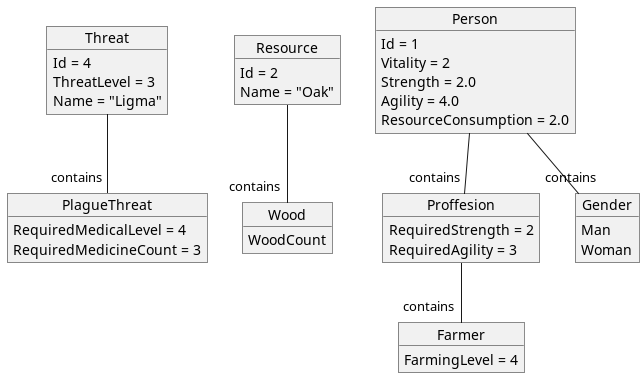 Threat
Id = 4
ThreatLevel = 3
Name = "Ligma"
contains
PlagueThreat
RequiredMedicalLevel = 4
RequiredMedicineCount = 3
Resource
Id = 2
Name = "Oak"
contains
Wood
WoodCount
Person
Id = 1
Vitality = 2
Strength = 2.0
Agility = 4.0
ResourceConsumption = 2.0
contains
contains
Proffesion
RequiredStrength = 2
RequiredAgility = 3
Gender
Man
Woman
contains
Farmer
FarmingLevel = 4